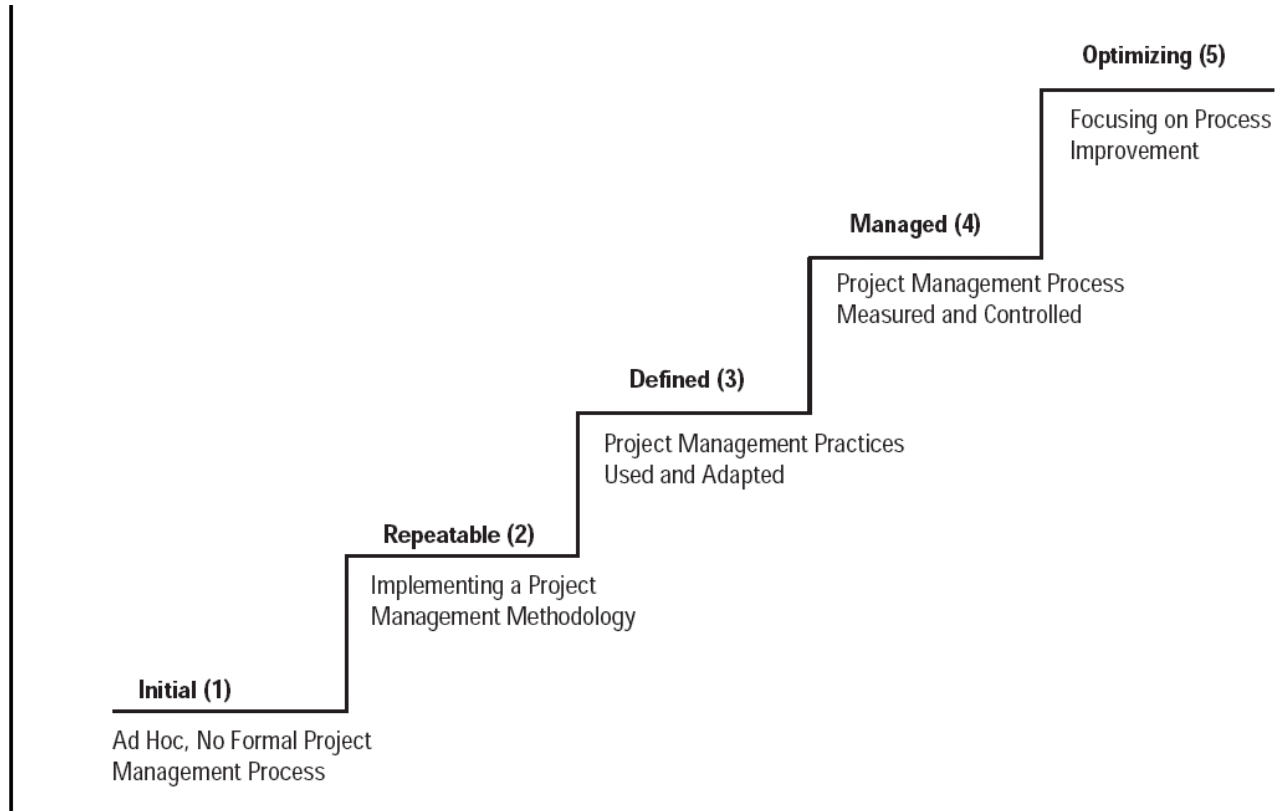 Optimizing (5)
Focusing on Process
Improvement
Managed (4)
Project Management Process
Measured and Controlled
Defined (3)
Project Management Practices
Used and Adapted
Repeatable (2)
Implementing a Project
Management Methodology
Initial (1)
Ad Hoc, No Formal Project
Management Process